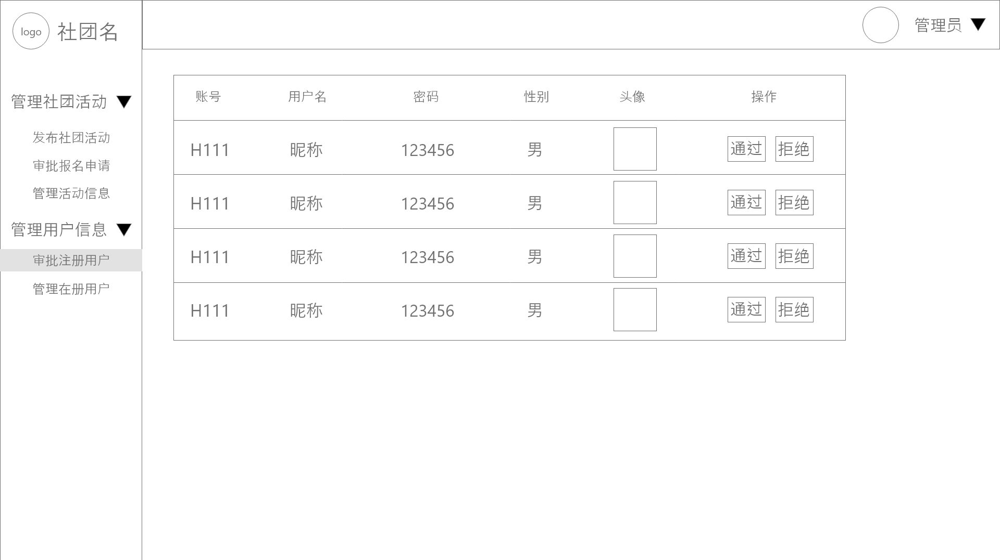 logo 社团名
管理员
管理社团活动
发布社团活动
审批报名申请
管理活动信息
管理用户信息
审批注册用户
管理在册用户
账号 用户名 密码 性别 头像 操作
H111 昵称 123456 男 通过 拒绝
H111 昵称 123456 男 通过 拒绝
H111 昵称 123456 男 通过 拒绝
H111 昵称 123456 男 通过 拒绝